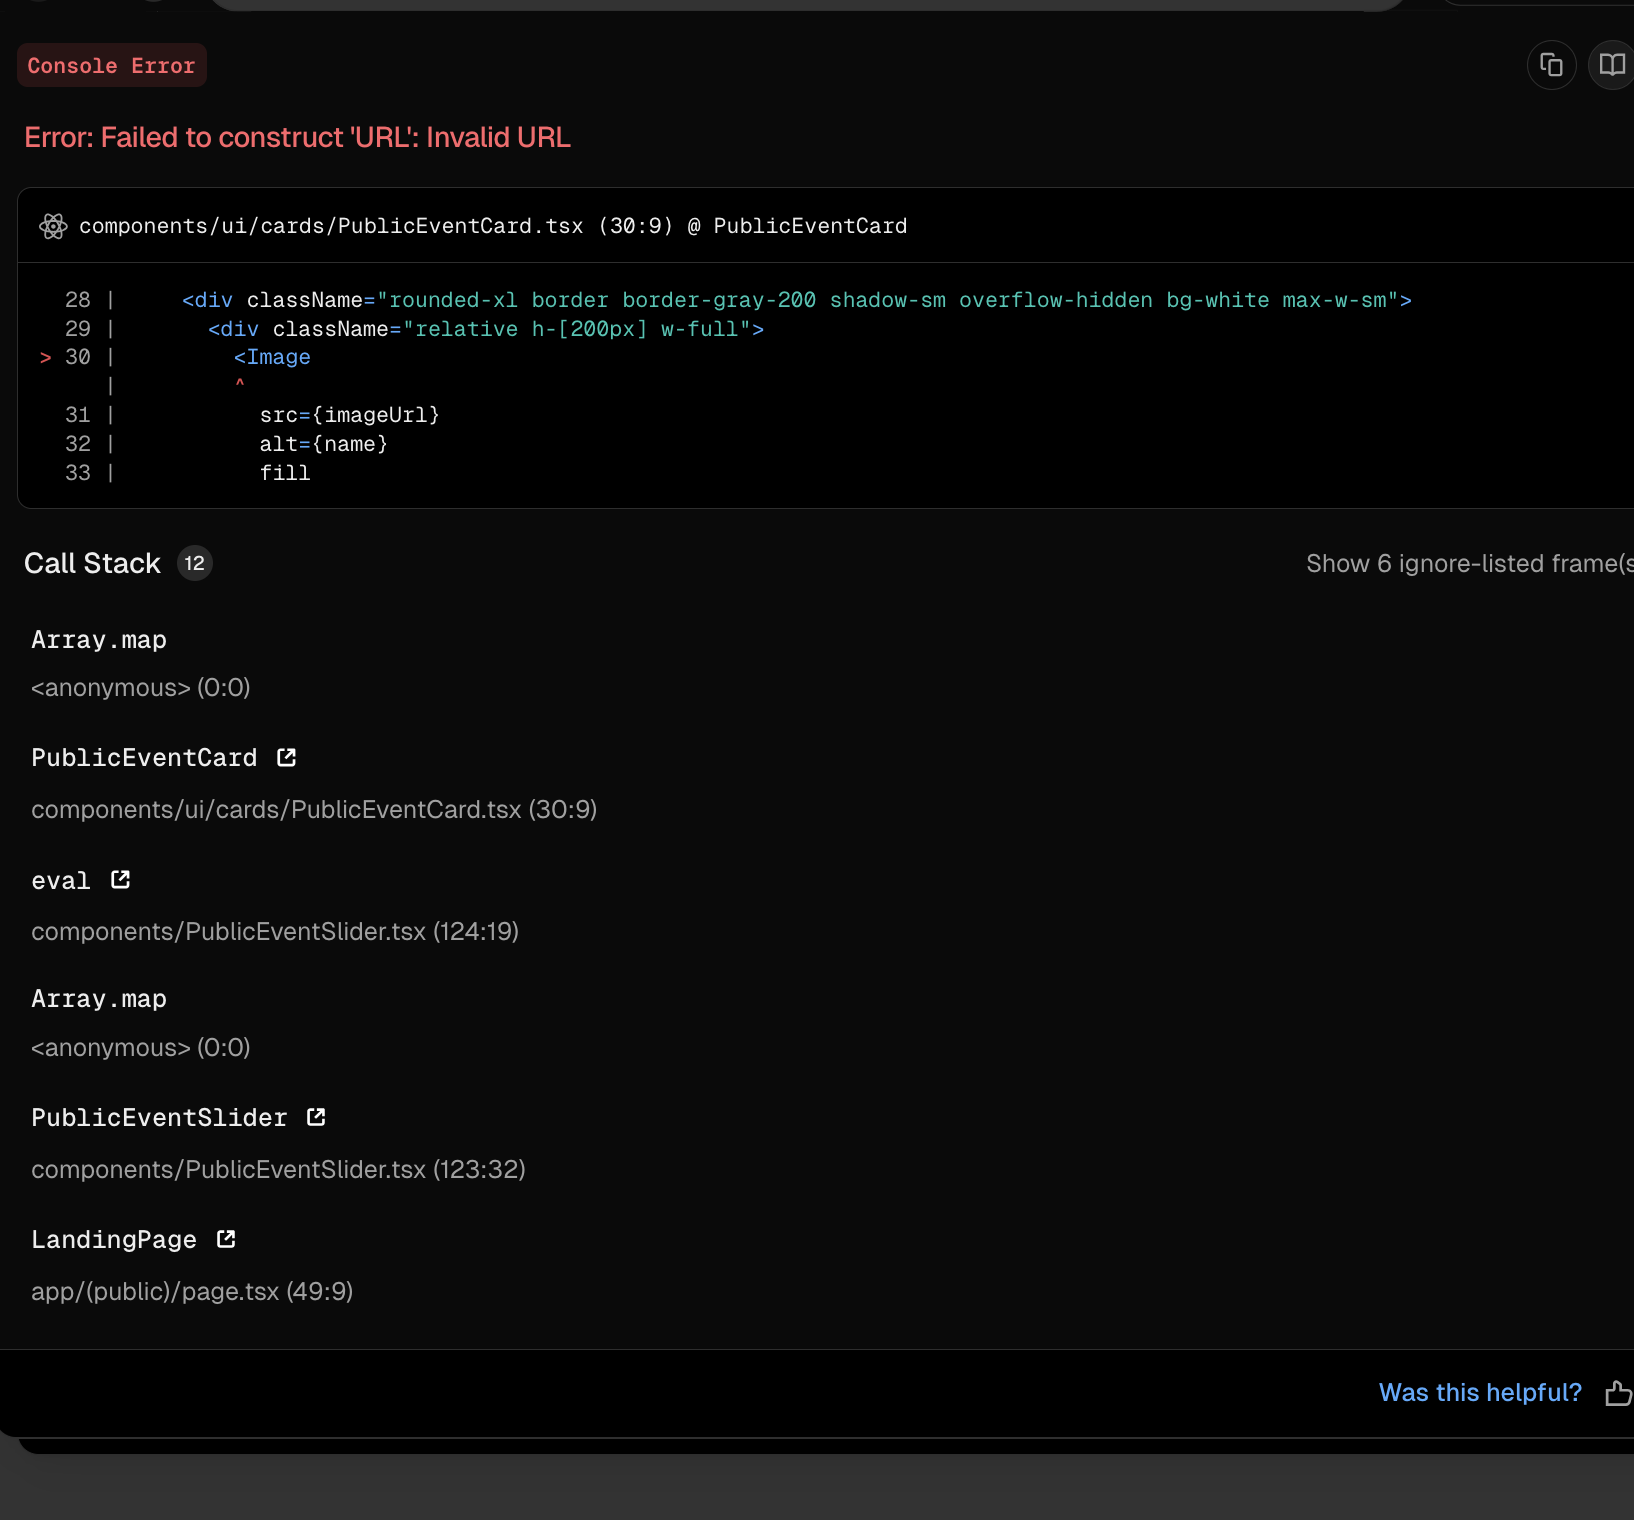 Console Error
Error: Failed to construct 'URL': Invalid URL
components/ui/cards/PublicEventCard.tsx (30:9) @ PublicEventCard
28 |     <div className="rounded-xl border border-gray-200 shadow-sm overflow-hidden bg-white max-w-sm">
29 |       <div className="relative h-[200px] w-full">
> 30 |         <Image
|         ^
31 |           src={imageUrl}
32 |           alt={name}
33 |           fill
Call Stack 12
Show 6 ignore-listed frame(s
Array.map
<anonymous> (0:0)
PublicEventCard
components/ui/cards/PublicEventCard.tsx (30:9)
eval
components/PublicEventSlider.tsx (124:19)
Array.map
<anonymous> (0:0)
PublicEventSlider
components/PublicEventSlider.tsx (123:32)
LandingPage
app/(public)/page.tsx (49:9)
Was this helpful?